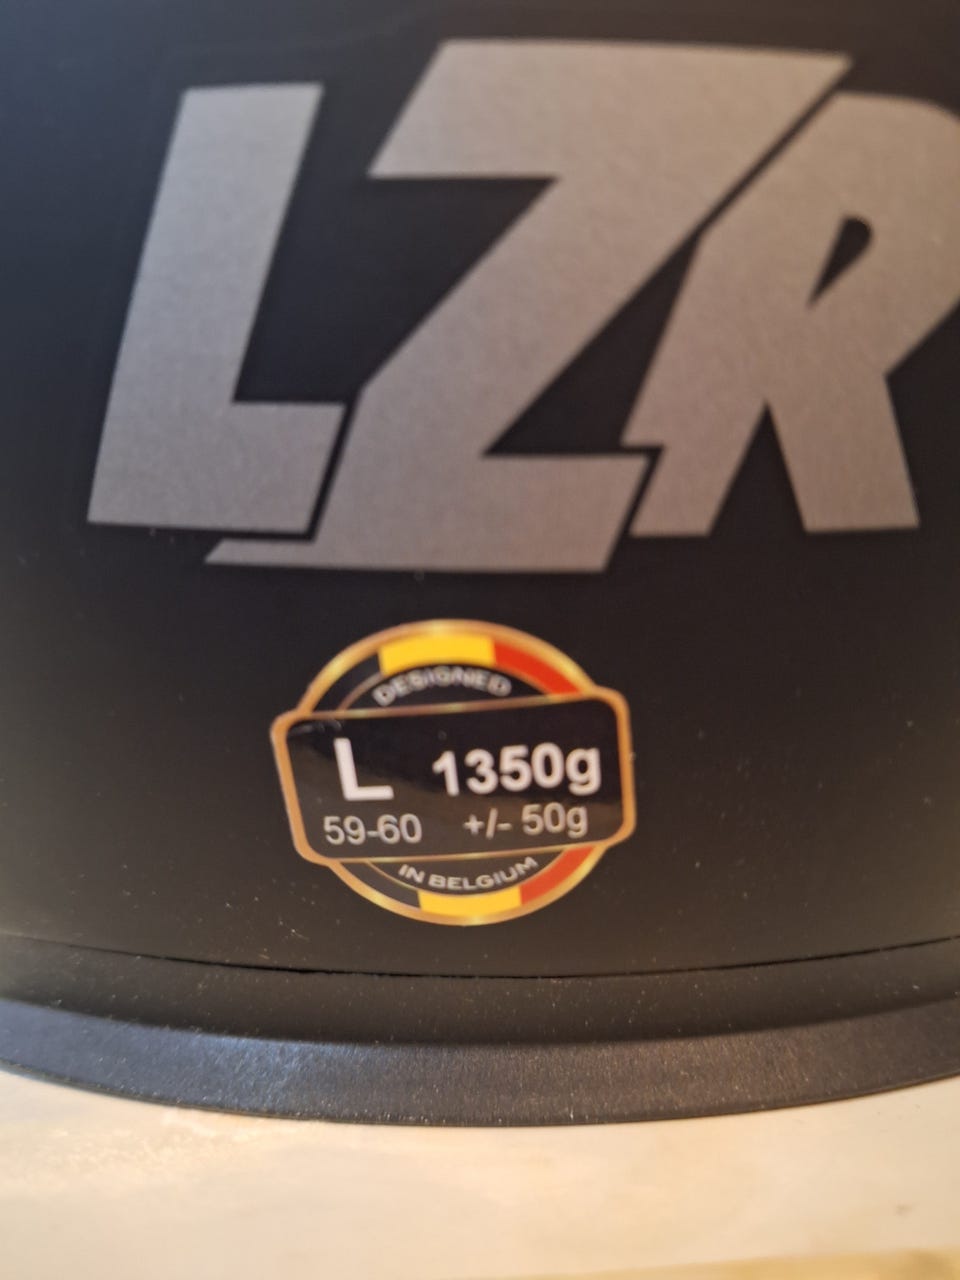 LZR
DESIGNED
L 1350g
59-60 +/- 50g
IN BELGIUM